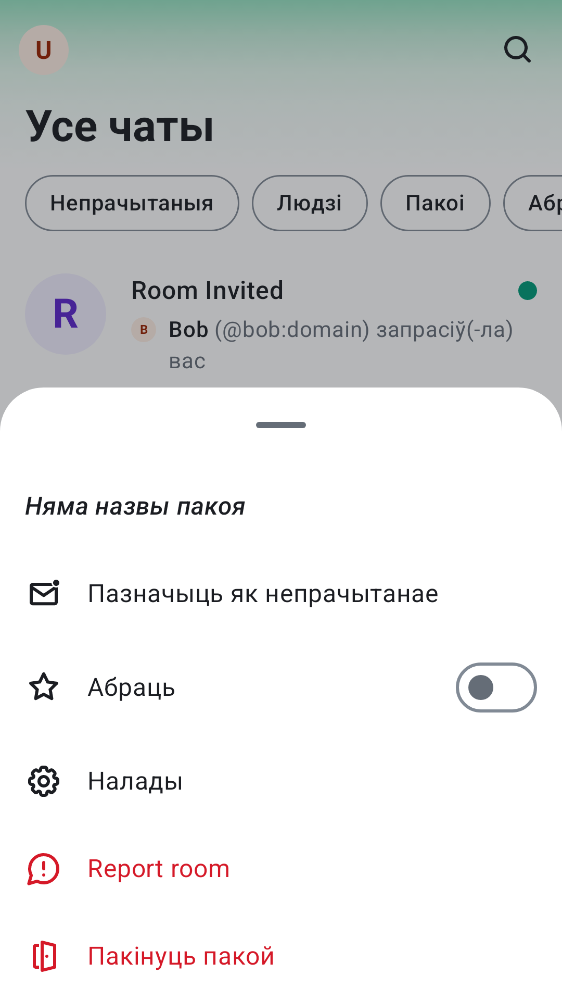 U
Усе чаты
Непрачытаныя
Людзі
Пакоі
Абр
R
Room Invited
B
Bob (@bob:domain) запрасіў(-ла)
вас
Няма назвы пакоя
Пазначыць як непрачытанае
Абраць
Налады
Report room
Пакінуць пакой